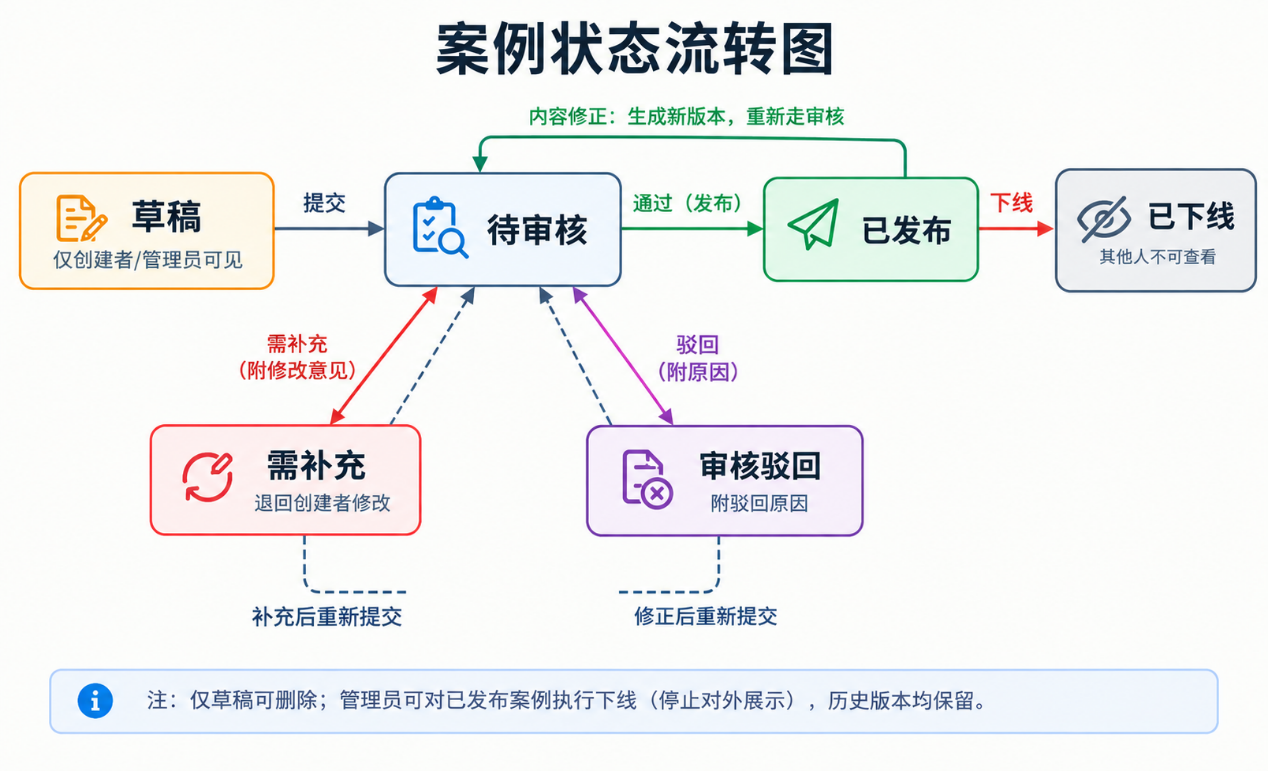 案例状态流转图
内容修正：生成新版本，重新走审核
草稿
仅创建者/管理员可见
提交
待审核
通过（发布）
已发布
下线
已下线
其他人不可查看
需补充
（附修改意见）
驳回
（附原因）
需补充
退回创建者修改
审核驳回
附驳回原因
补充后重新提交
修正后重新提交
注：仅草稿可删除；管理员可对已发布案例执行下线（停止对外展示），历史版本均保留。